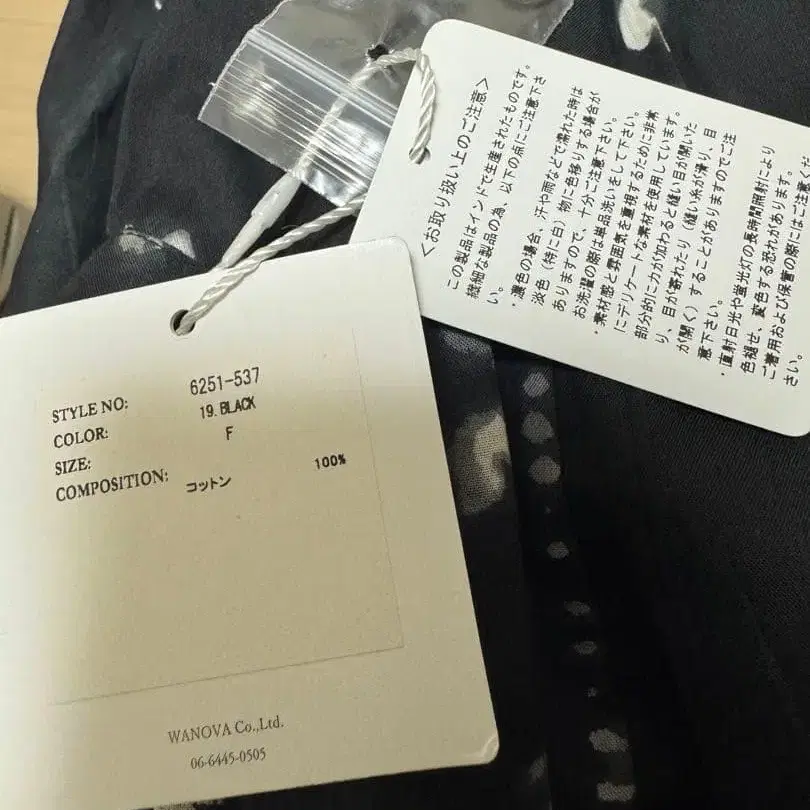 STYLE NO: 6251-537
COLOR: 19.BLACK
SIZE: F
COMPOSITION: コットン 100%
WANOVA Co.,Ltd.
06-6445-0505
<お取り扱い上のご注意>
この製品はインドで生産されたものです。
繊細な製品の為、以下の点にご注意下さ
い。
・濃色の場合、汗や雨などで濡れた時は
淡色(特に白)物に色移りする場合が
ありますので、十分ご注意下さい。
お洗濯の際は単品洗いをして下さい。
・素材感と雰囲気を重視するために非常
にデリケートな素材を使用しています。
部分的に力が加わると縫い目が開いた
り、目が寄れたり(縫い糸が滑り、目
が開く)することがありますのでご注
意下さい。
・直射日光や蛍光灯の長時間照射により
色褪せ、変色する恐れがあります。
ご着用および保管の際にはご注意くだ
さい。